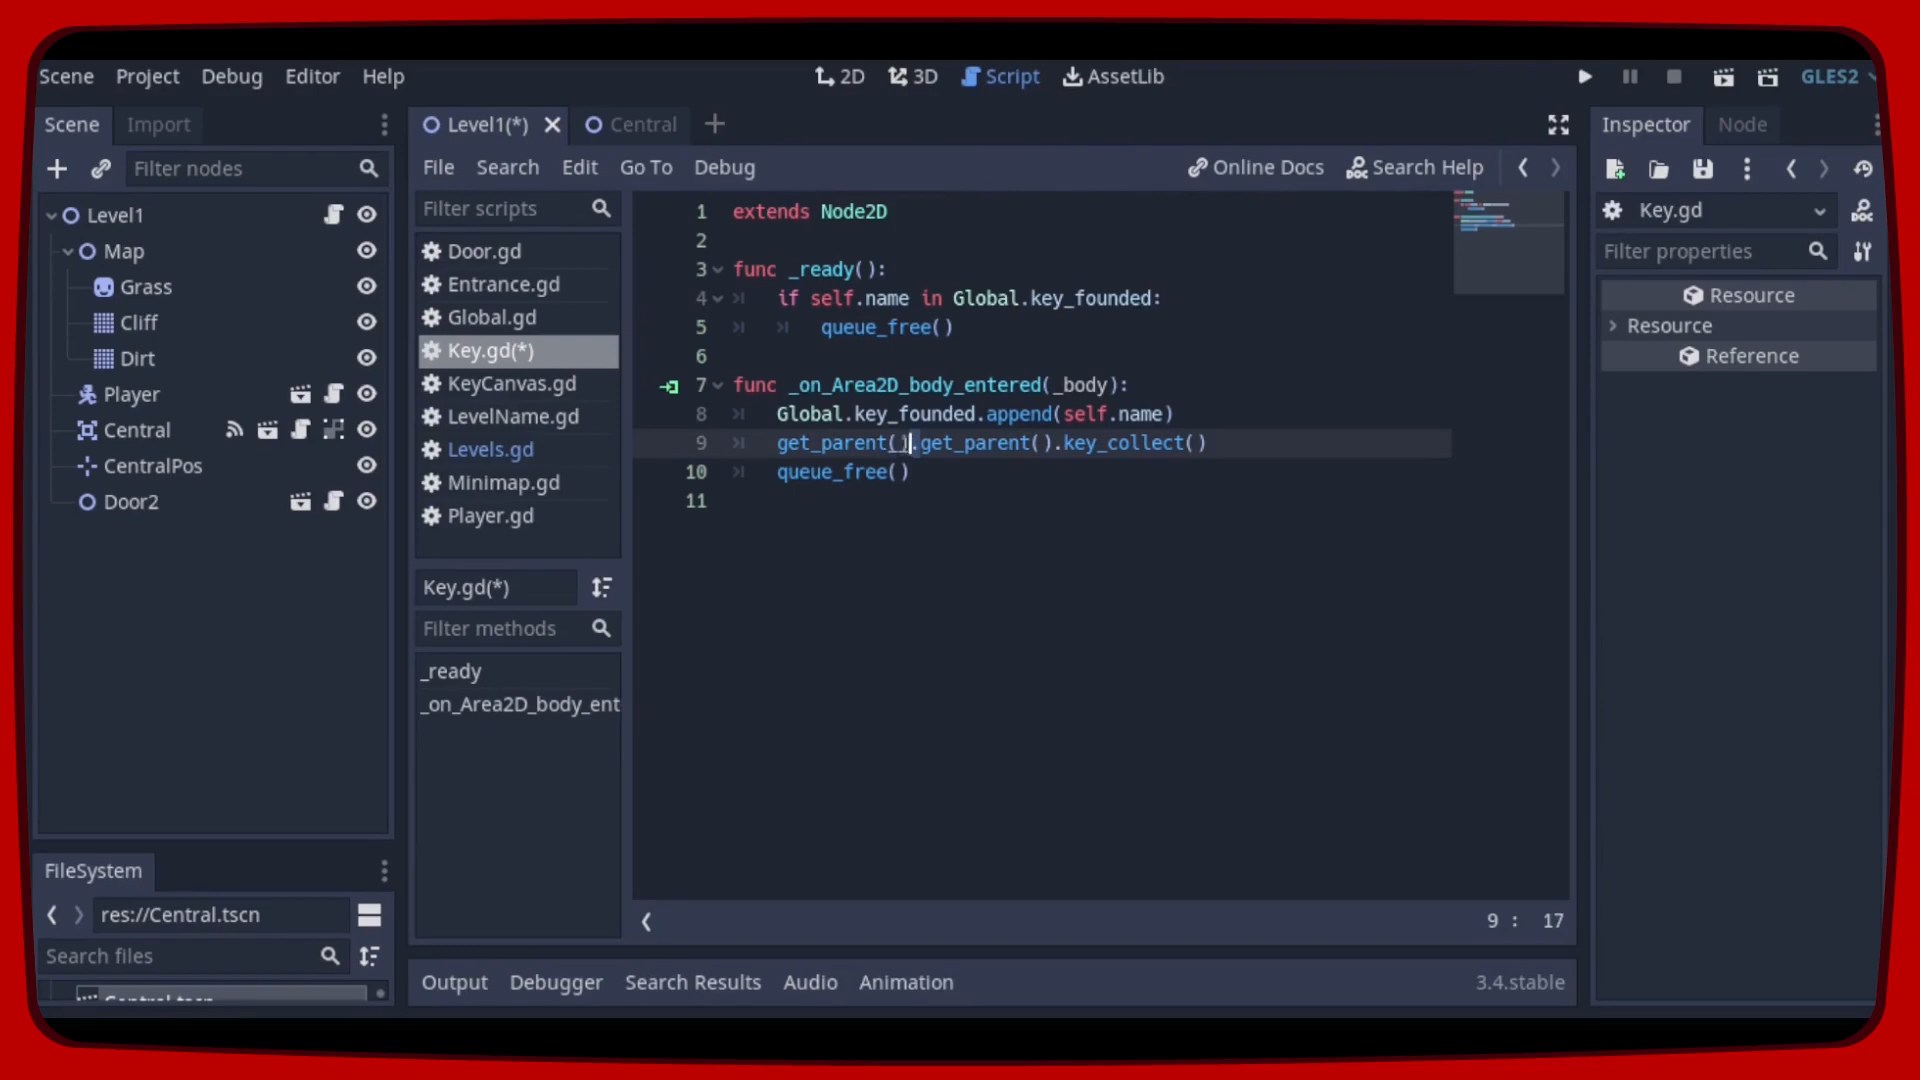 Scene Project Debug Editor Help 2D 3D Script AssetLib GLES2
Scene Import
Filter nodes
Level1
Map
Grass
Cliff
Dirt
Player
Central
CentralPos
Door2
FileSystem
res://Central.tscn
Search files
Central.tscn
Level1(*) Central
File Search Edit Go To Debug Online Docs Search Help
Filter scripts
Door.gd
Entrance.gd
Global.gd
Key.gd(*)
KeyCanvas.gd
LevelName.gd
Levels.gd
Minimap.gd
Player.gd
Key.gd(*)
Filter methods
_ready
_on_Area2D_body_ent
1 extends Node2D
2
3 func _ready():
4 if self.name in Global.key_founded:
5 queue_free()
6
7 func _on_Area2D_body_entered(_body):
8 Global.key_founded.append(self.name)
9 get_parent().get_parent().key_collect()
10 queue_free()
11
9 : 17
Output Debugger Search Results Audio Animation 3.4.stable
Inspector Node
Key.gd
Filter properties
Resource
Resource
Reference